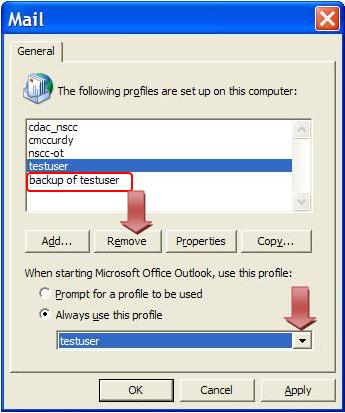 Mail
General
The following profiles are set up on this computer:
cdac_nscc
cmccurdy
nscc-ot
testuser
backup of testuser
Add... Remove Properties Copy...
When starting Microsoft Office Outlook, use this profile:
Prompt for a profile to be used
Always use this profile
testuser
OK Cancel Apply